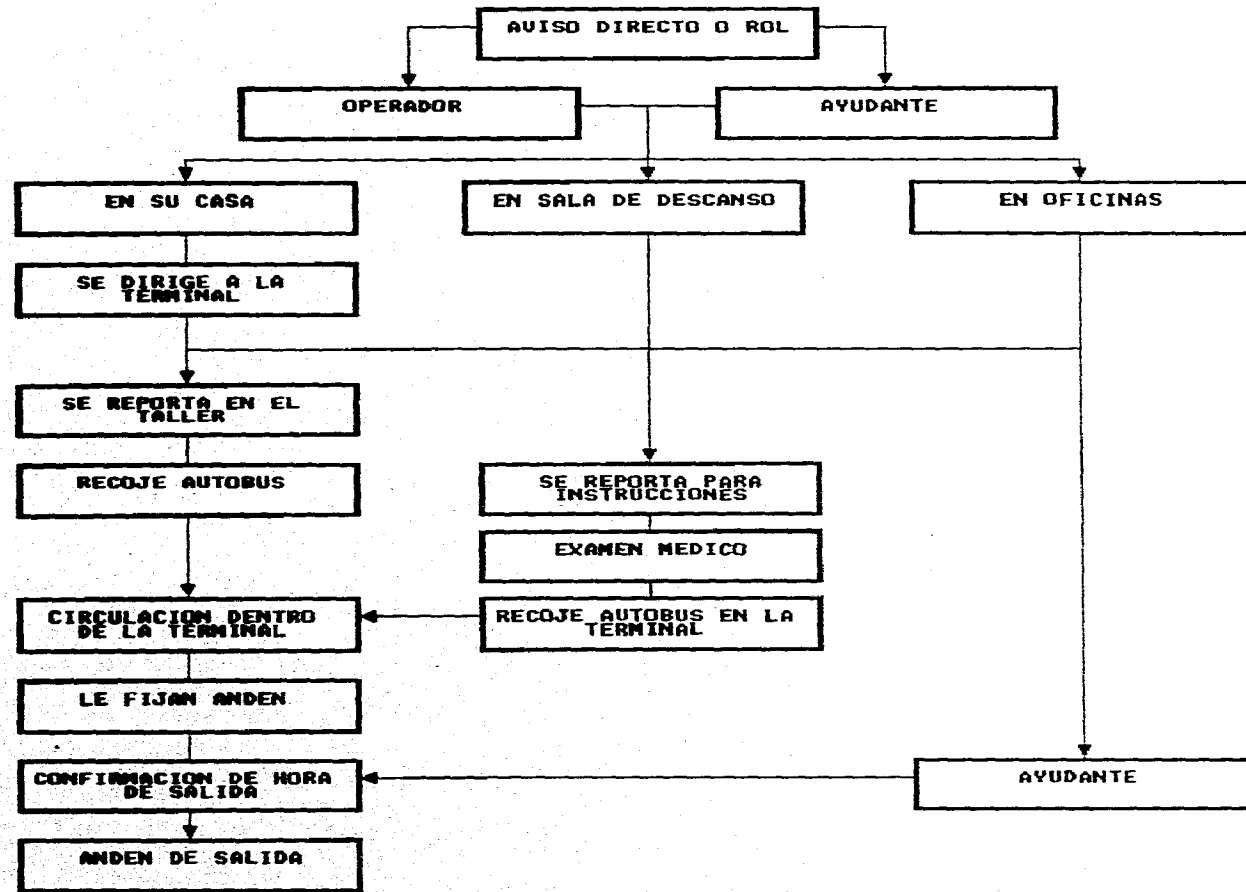 AVISO DIRECTO O ROL
OPERADOR
AYUDANTE
EN SU CASA
EN SALA DE DESCANSO
EN OFICINAS
SE DIRIGE A LA
TERMINAL
SE REPORTA EN EL
TALLER
RECOJE AUTOBUS
SE REPORTA PARA
INSTRUCCIONES
EXAMEN MEDICO
CIRCULACION DENTRO
DE LA TERMINAL
RECOJE AUTOBUS EN LA
TERMINAL
LE FIJAN ANDEN
CONFIRMACION DE HORA
DE SALIDA
AYUDANTE
ANDEN DE SALIDA